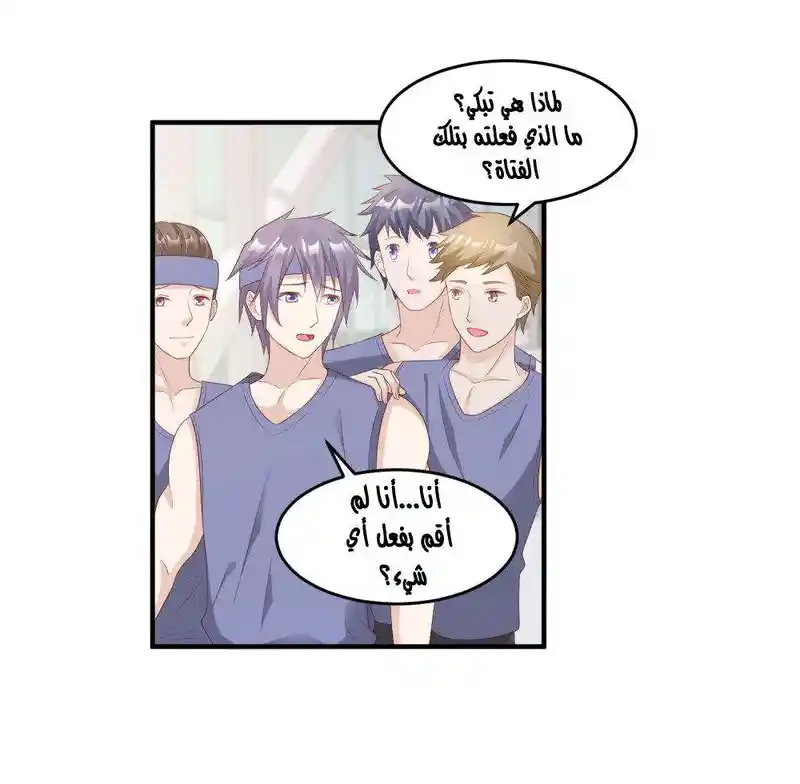 لماذا هي تبكي؟
ما الذي فعلته بتلك
الفتاة؟
أنا...أنا لم
أقم بفعل أي
شيء؟